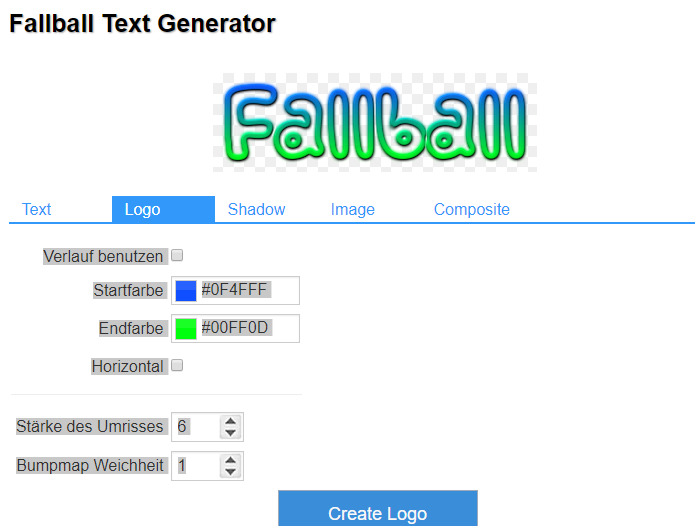 Fallball Text Generator
Fallball
Text Logo Shadow Image Composite
Verlauf benutzen
Startfarbe #0F4FFF
Endfarbe #00FF0D
Horizontal
Stärke des Umrisses 6
Bumpmap Weichheit 1
Create Logo